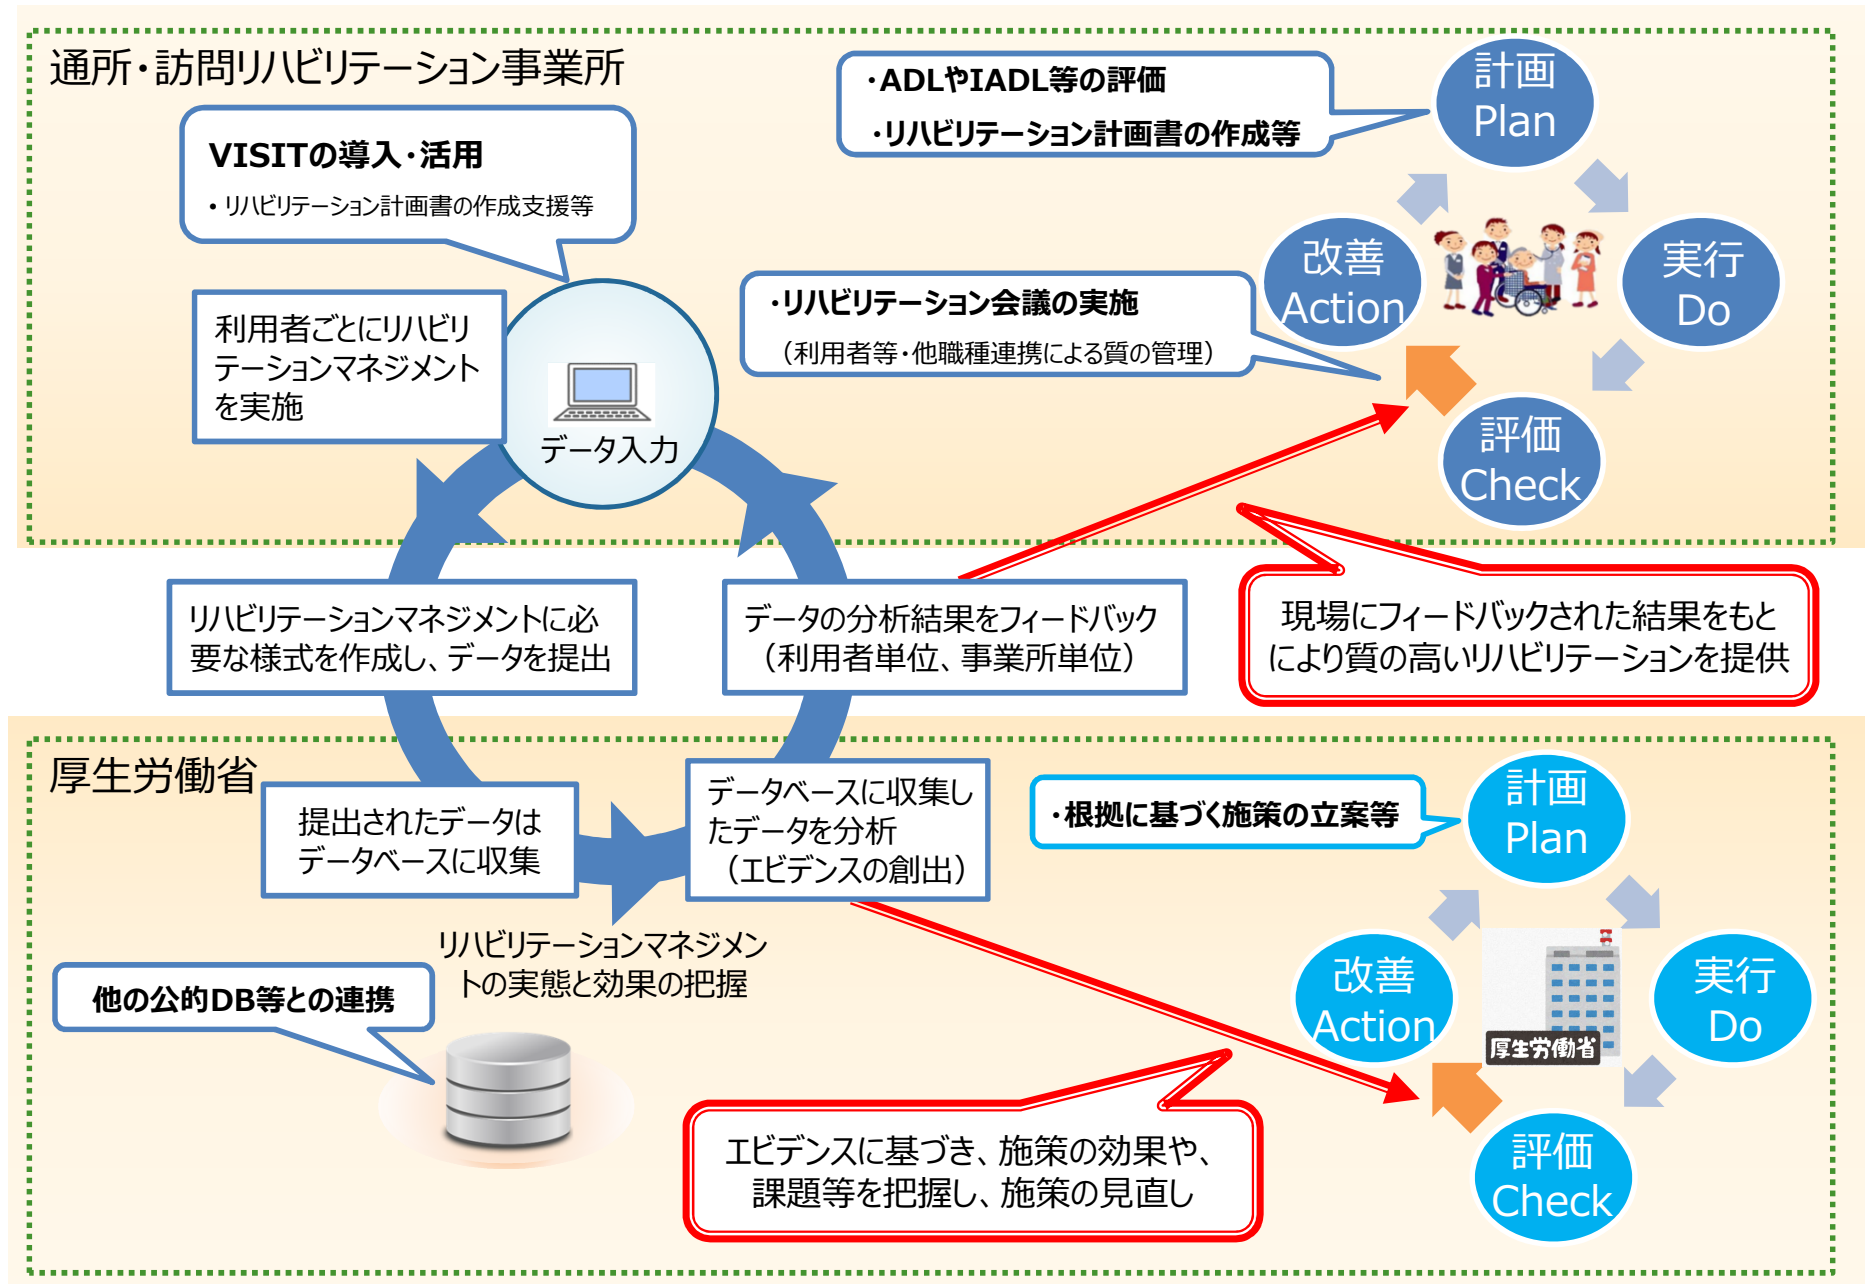 通所・訪問リハビリテーション事業所
VISITの導入・活用
・リハビリテーション計画書の作成支援等
・ADLやIADL等の評価
・リハビリテーション計画書の作成等
計画
Plan
実行
Do
評価
Check
改善
Action
・リハビリテーション会議の実施
（利用者等・他職種連携による質の管理）
利用者ごとにリハビリ
テーションマネジメント
を実施
データ入力
リハビリテーションマネジメントに必
要な様式を作成し、データを提出
データの分析結果をフィードバック
（利用者単位、事業所単位）
現場にフィードバックされた結果をもと
により質の高いリハビリテーションを提供
厚生労働省
提出されたデータは
データベースに収集
データベースに収集し
たデータを分析
（エビデンスの創出）
リハビリテーションマネジメン
トの実態と効果の把握
他の公的DB等との連携
・根拠に基づく施策の立案等
計画
Plan
実行
Do
評価
Check
改善
Action
厚生労働省
エビデンスに基づき、施策の効果や、
課題等を把握し、施策の見直し